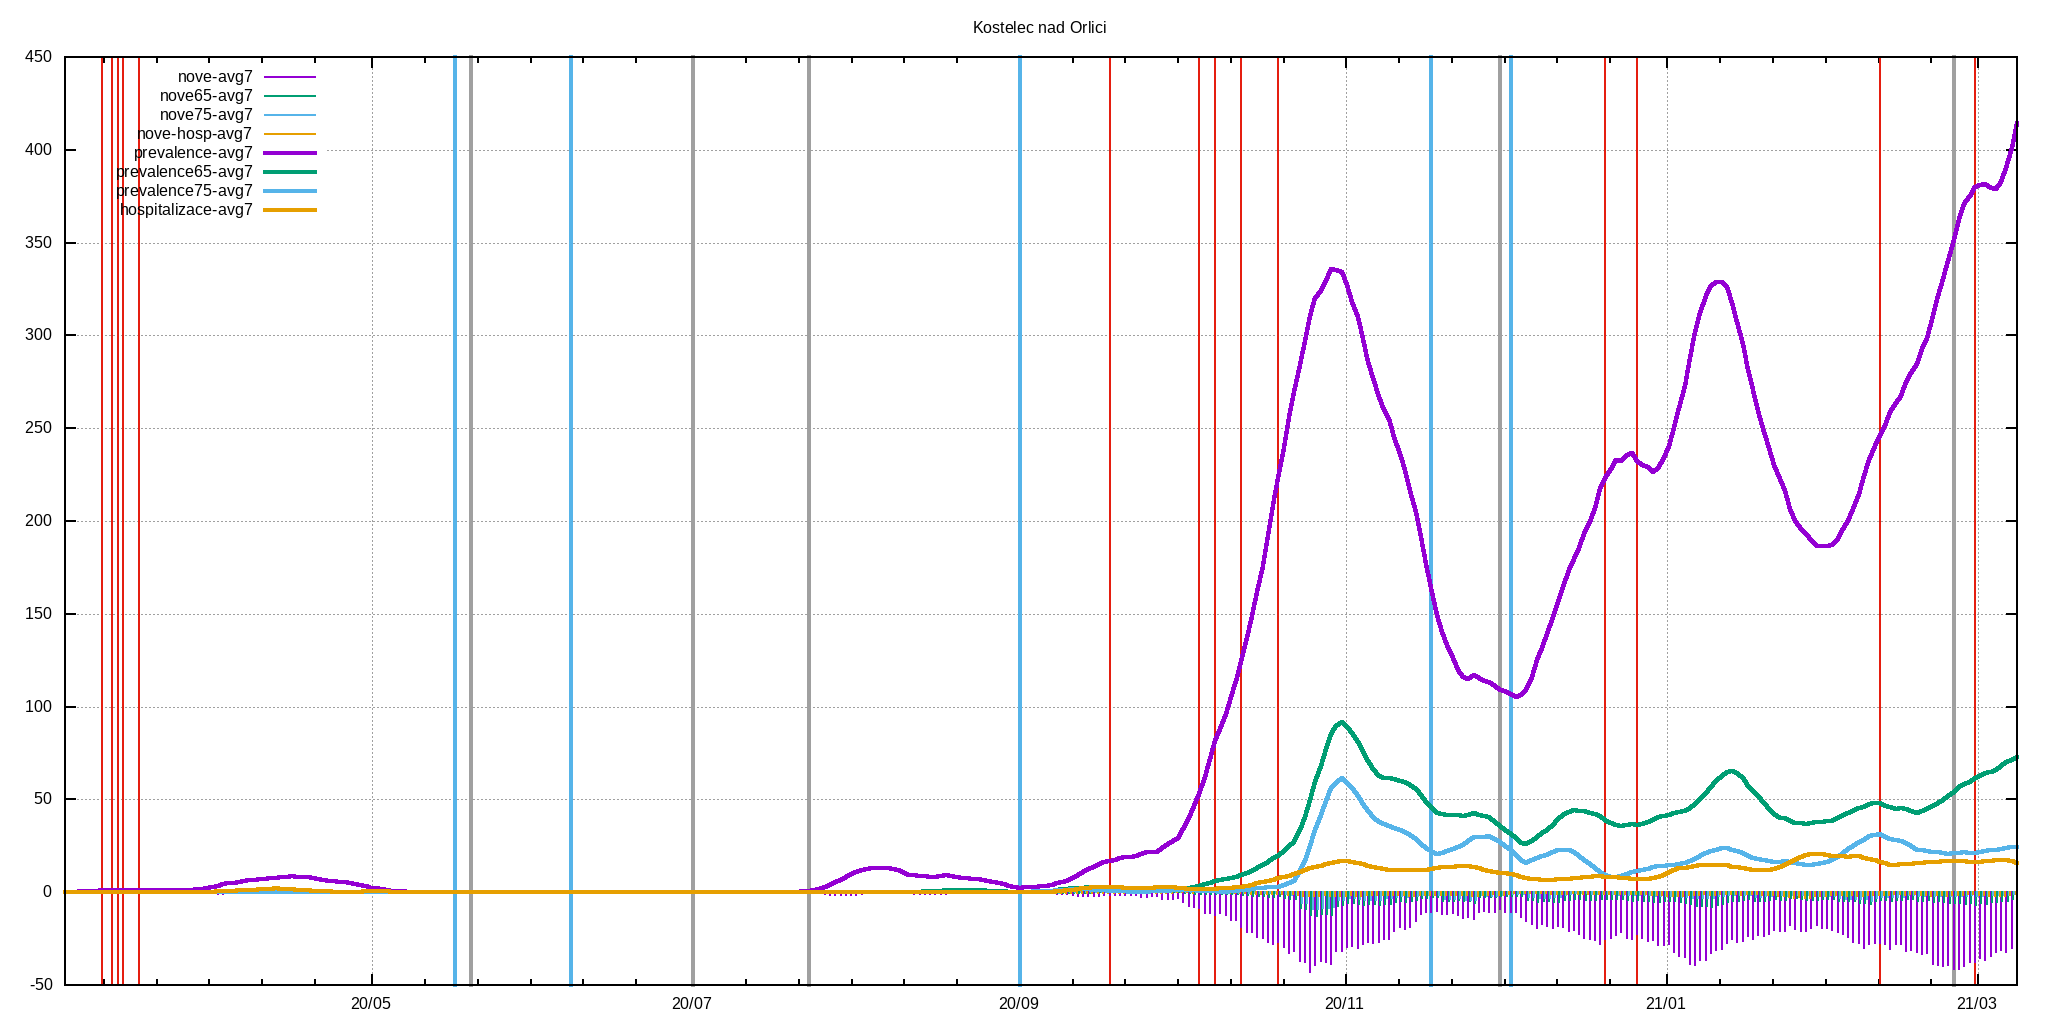 Kostelec nad Orlici
450
400
350
300
250
200
150
100
50
0
-50
nove-avg7
nove65-avg7
nove75-avg7
nove-hosp-avg7
prevalence-avg7
prevalence65-avg7
prevalence75-avg7
hospitalizace-avg7
20/05
20/07
20/09
20/11
21/01
21/03